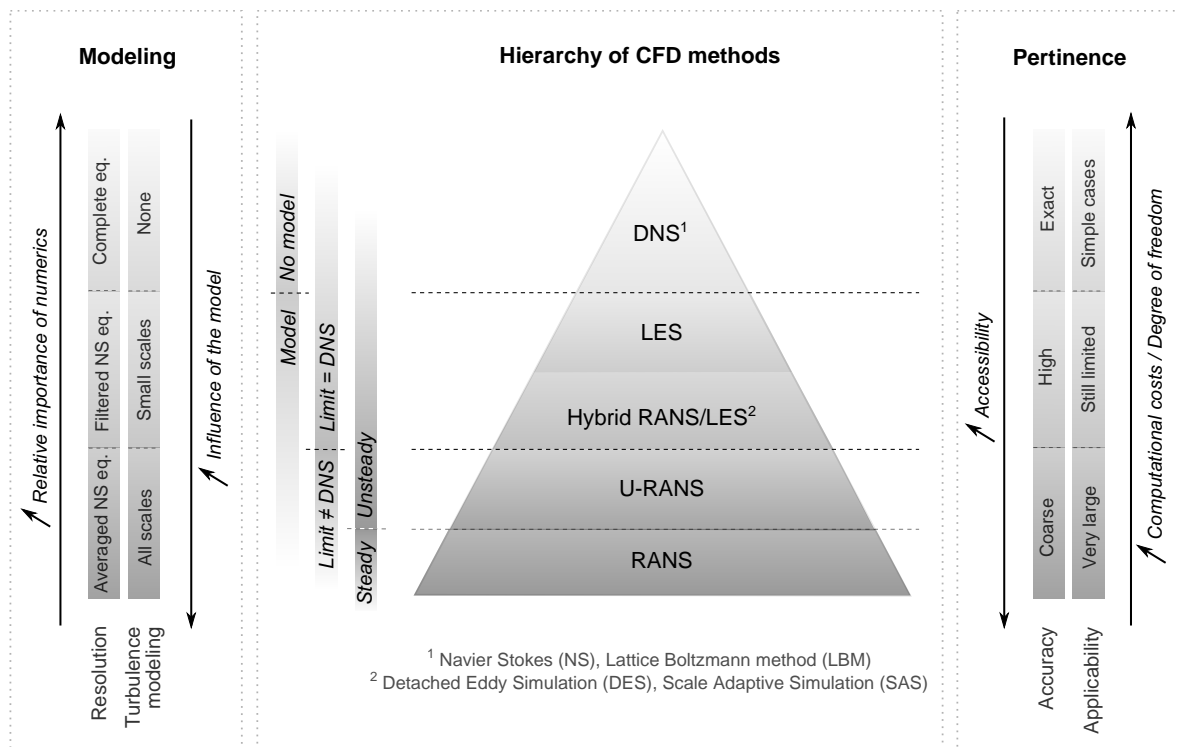 Modeling
Relative importance of numerics
Averaged NS eq. Filtered NS eq. Complete eq.
All scales Small scales None
Influence of the model
Resolution
Turbulence
modeling
Hierarchy of CFD methods
Model No model
Limit ≠ DNS Limit = DNS
Steady Unsteady
DNS¹
LES
Hybrid RANS/LES²
U-RANS
RANS
¹ Navier Stokes (NS), Lattice Boltzmann method (LBM)
² Detached Eddy Simulation (DES), Scale Adaptive Simulation (SAS)
Pertinence
Accessibility
Coarse High Exact
Very large Still limited Simple cases
Computational costs / Degree of freedom
Accuracy
Applicability